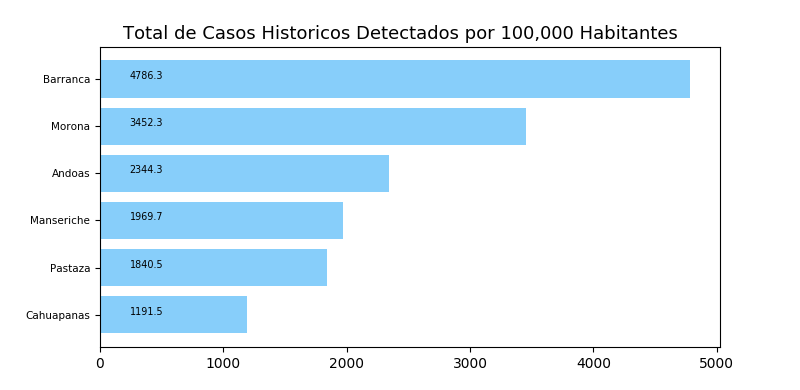 Total de Casos Historicos Detectados por 100,000 Habitantes
Barranca 4786.3
Morona 3452.3
Andoas 2344.3
Manseriche 1969.7
Pastaza 1840.5
Cahuapanas 1191.5
0 1000 2000 3000 4000 5000